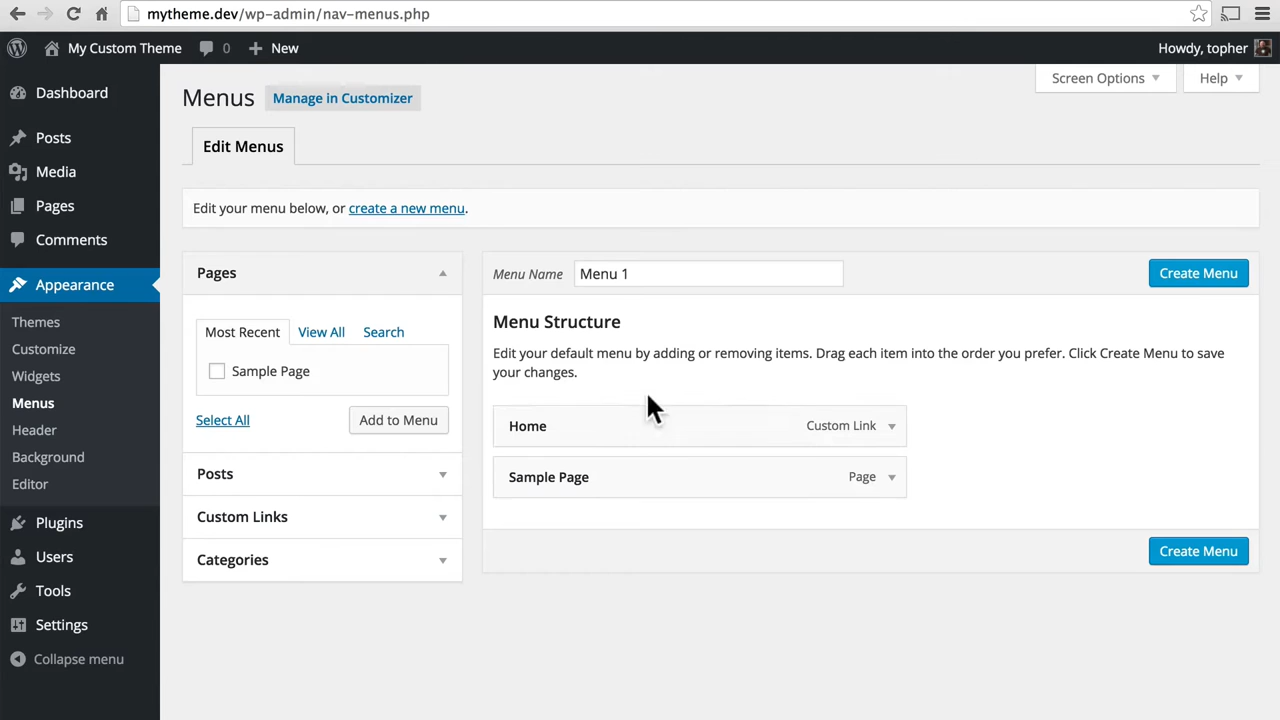 mytheme.dev/wp-admin/nav-menus.php
My Custom Theme 0 New Howdy, topher
Screen Options Help
Dashboard
Posts
Media
Pages
Comments
Appearance
Themes
Customize
Widgets
Menus
Header
Background
Editor
Plugins
Users
Tools
Settings
Collapse menu
Menus Manage in Customizer
Edit Menus
Edit your menu below, or create a new menu.
Pages
Most Recent View All Search
Sample Page
Select All Add to Menu
Posts
Custom Links
Categories
Menu Name Menu 1 Create Menu
Menu Structure
Edit your default menu by adding or removing items. Drag each item into the order you prefer. Click Create Menu to save
your changes.
Home Custom Link
Sample Page Page
Create Menu